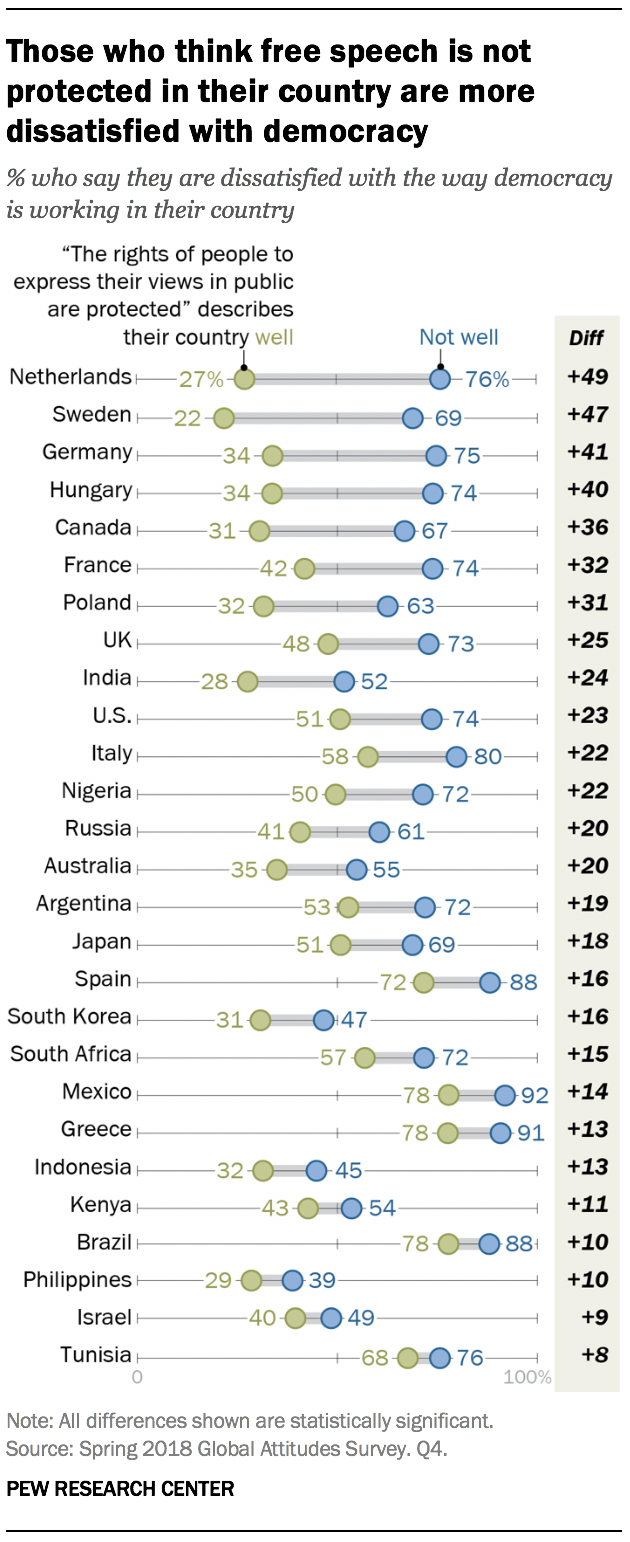 Those who think free speech is not
protected in their country are more
dissatisfied with democracy
% who say they are dissatisfied with the way democracy
is working in their country
“The rights of people to
express their views in public
are protected” describes
their country well Not well Diff
Netherlands 27% 76% +49
Sweden 22 69 +47
Germany 34 75 +41
Hungary 34 74 +40
Canada 31 67 +36
France 42 74 +32
Poland 32 63 +31
UK 48 73 +25
India 28 52 +24
U.S. 51 74 +23
Italy 58 80 +22
Nigeria 50 72 +22
Russia 41 61 +20
Australia 35 55 +20
Argentina 53 72 +19
Japan 51 69 +18
Spain 72 88 +16
South Korea 31 47 +16
South Africa 57 72 +15
Mexico 78 92 +14
Greece 78 91 +13
Indonesia 32 45 +13
Kenya 43 54 +11
Brazil 78 88 +10
Philippines 29 39 +10
Israel 40 49 +9
Tunisia 68 76 +8
0 100%
Note: All differences shown are statistically significant.
Source: Spring 2018 Global Attitudes Survey. Q4.
PEW RESEARCH CENTER